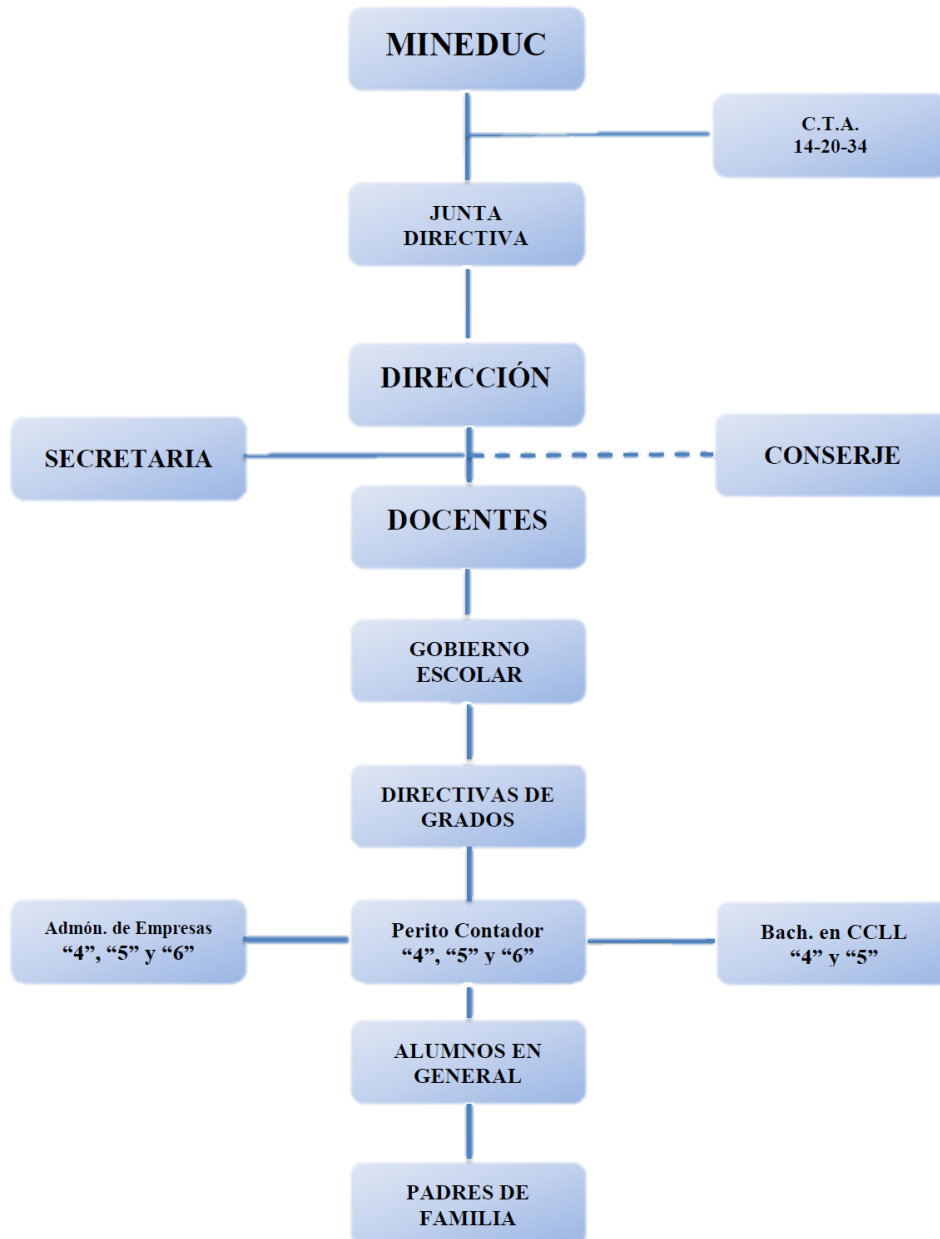 MINEDUC
C.T.A.
14-20-34
JUNTA
DIRECTIVA
DIRECCIÓN
SECRETARIA
CONSERJE
DOCENTES
GOBIERNO
ESCOLAR
DIRECTIVAS DE
GRADOS
Admón. de Empresas
“4”, “5” y “6”
Perito Contador
“4”, “5” y “6”
Bach. en CCLL
“4” y “5”
ALUMNOS EN
GENERAL
PADRES DE
FAMILIA